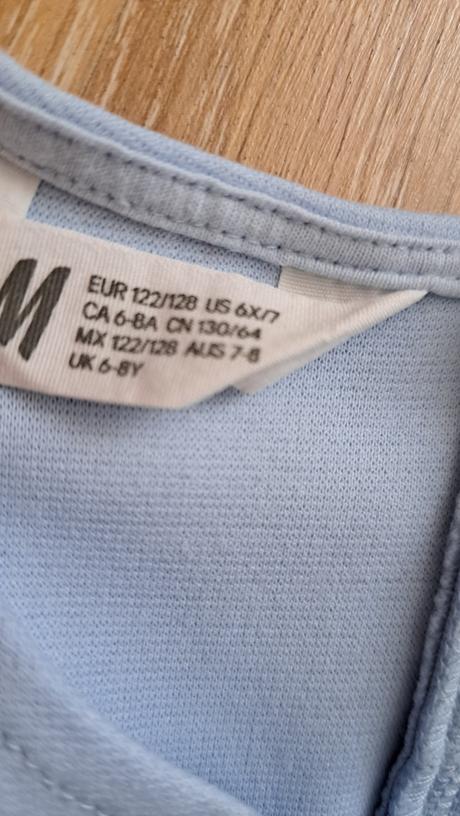 M
EUR 122/128 US 6X/7
CA 6-8A CN 130/64
MX 122/128 AUS 7-8
UK 6-8Y